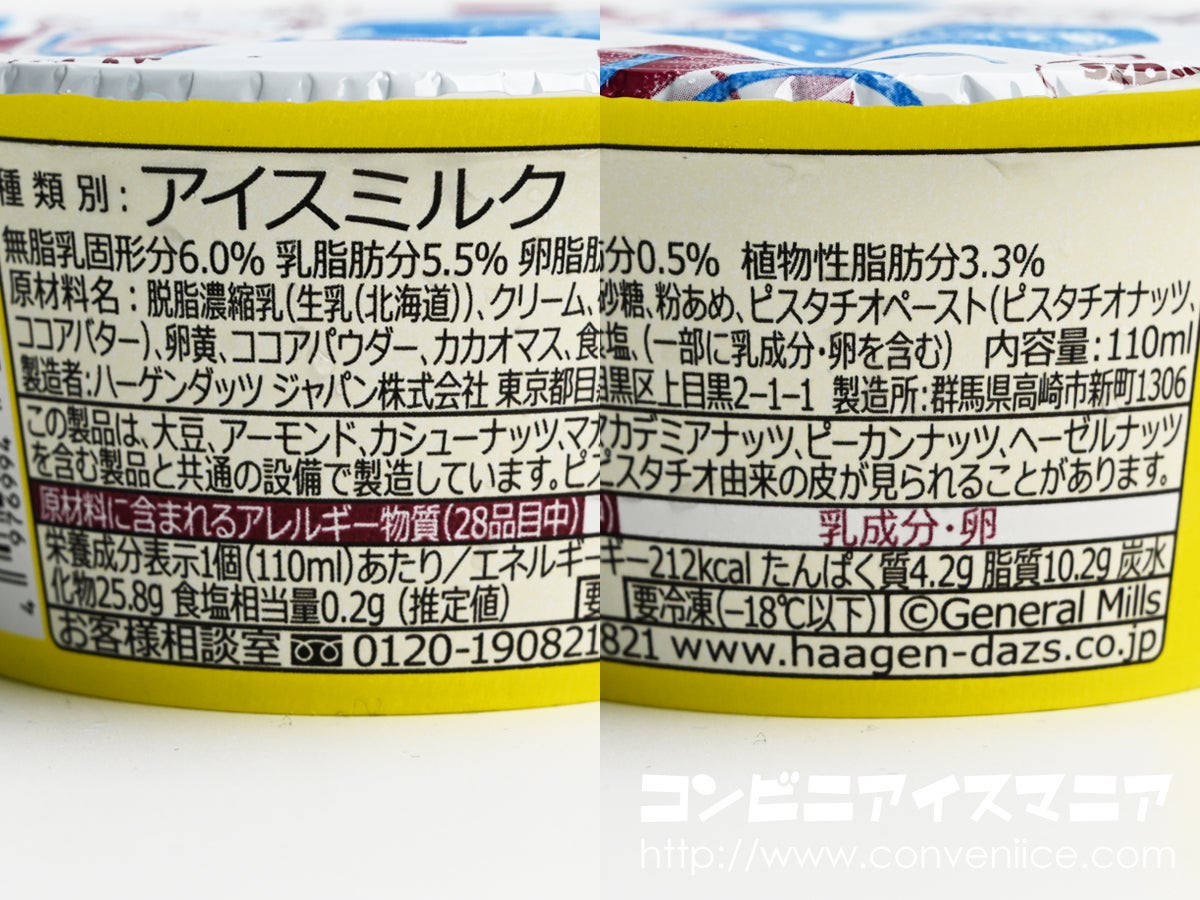 種類別：アイスミルク
無脂乳固形分6.0% 乳脂肪分5.5% 卵脂肪分0.5% 植物性脂肪分3.3%
原材料名：脱脂濃縮乳(生乳(北海道))、クリーム、砂糖、粉あめ、ピスタチオペースト(ピスタチオナッツ、
ココアバター)、卵黄、ココアパウダー、カカオマス、食塩、(一部に乳成分・卵を含む) 内容量：110ml
製造者：ハーゲンダッツ ジャパン株式会社 東京都目黒区上目黒2-1-1 製造所：群馬県高崎市新町1306
この製品は、大豆、アーモンド、カシューナッツ、マカデミアナッツ、ピーカンナッツ、ヘーゼルナッツ
を含む製品と共通の設備で製造しています。ピスタチオ由来の皮が見られることがあります。
原材料に含まれるアレルギー物質(28品目中) 乳成分・卵
栄養成分表示1個(110ml)あたり／エネルギー212kcal たんぱく質4.2g 脂質10.2g 炭水
化物25.8g 食塩相当量0.2g (推定値) 要冷凍(−18℃以下) ©General Mills
お客様相談室 0120-190821 www.haagen-dazs.co.jp
コンビニアイスマニア
http://www.conveniice.com